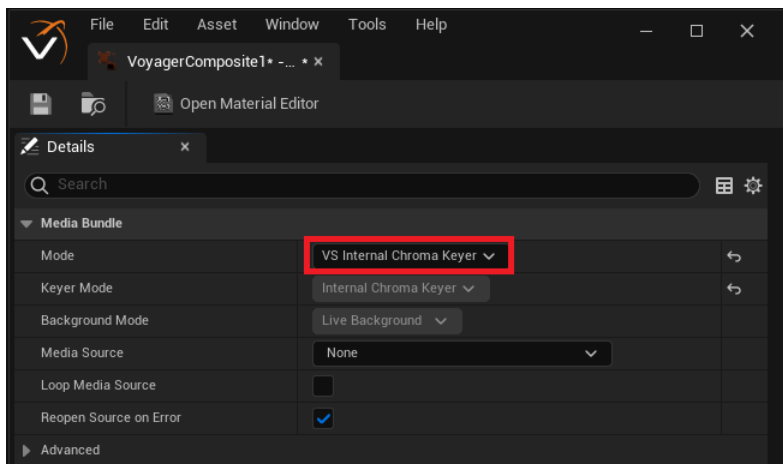 File Edit Asset Window Tools Help
VoyagerComposite1* -... *
Open Material Editor
Details
Search
Media Bundle
Mode VS Internal Chroma Keyer
Keyer Mode Internal Chroma Keyer
Background Mode Live Background
Media Source None
Loop Media Source
Reopen Source on Error
Advanced